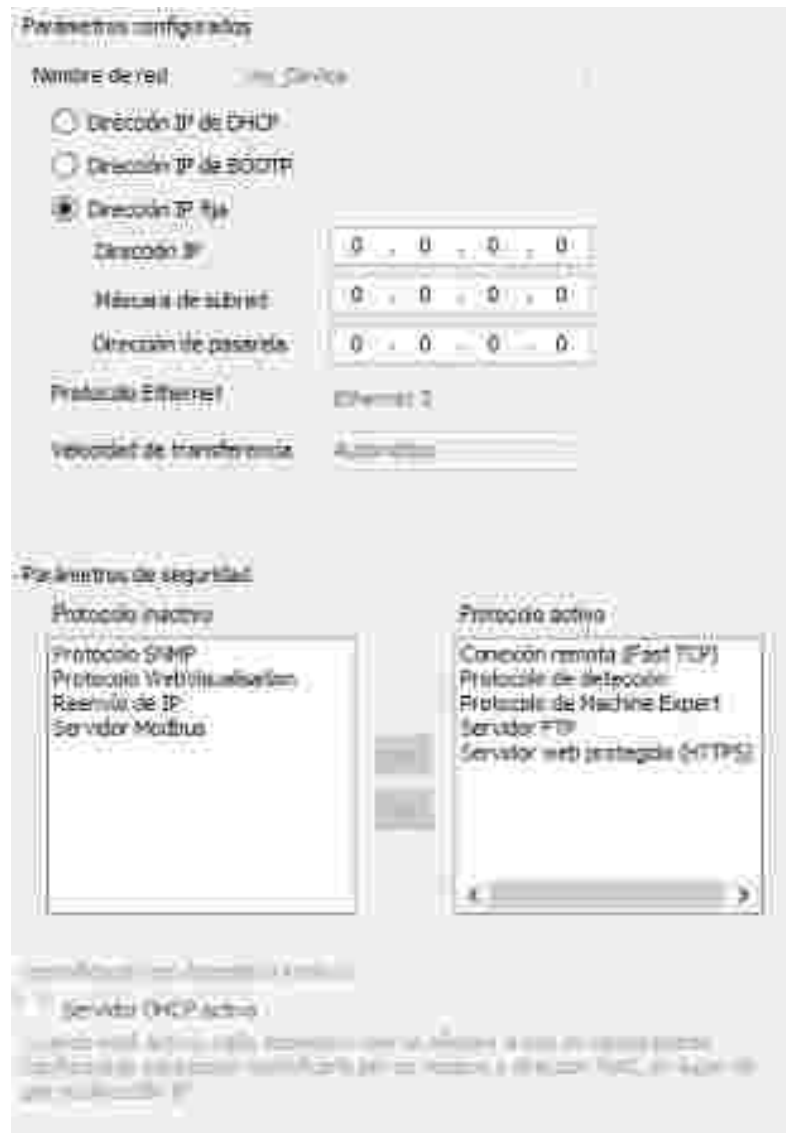 Parámetros configurados
Nombre de red my_Device
Dirección IP de DHCP
Dirección IP de BOOTP
Dirección IP fija
Dirección IP 0 . 0 . 0 . 0
Máscara de subred 0 . 0 . 0 . 0
Dirección de pasarela 0 . 0 . 0 . 0
Protocolo Ethernet Ethernet 2
Velocidad de transferencia
Parámetros de seguridad
Protocolo inactivo
Protocolo SNMP
Protocolo WebVisualisation
Reenvío de IP
Servidor Modbus
Protocolo activo
Conexión remota (Fast TCP)
Protocolo de detección
Protocolo de Machine Expert
Servidor FTP
Servidor web protegido (HTTPS)
Servidor DHCP activo